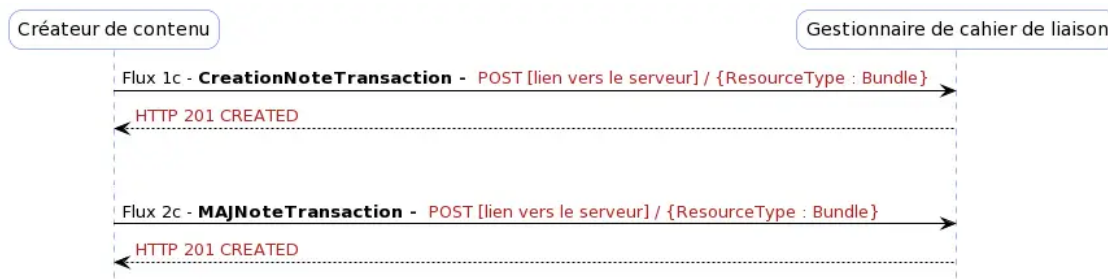 Créateur de contenu
Gestionnaire de cahier de liaison
Flux 1c - CreationNoteTransaction - POST [lien vers le serveur] / {ResourceType : Bundle}
HTTP 201 CREATED
Flux 2c - MAJNoteTransaction - POST [lien vers le serveur] / {ResourceType : Bundle}
HTTP 201 CREATED